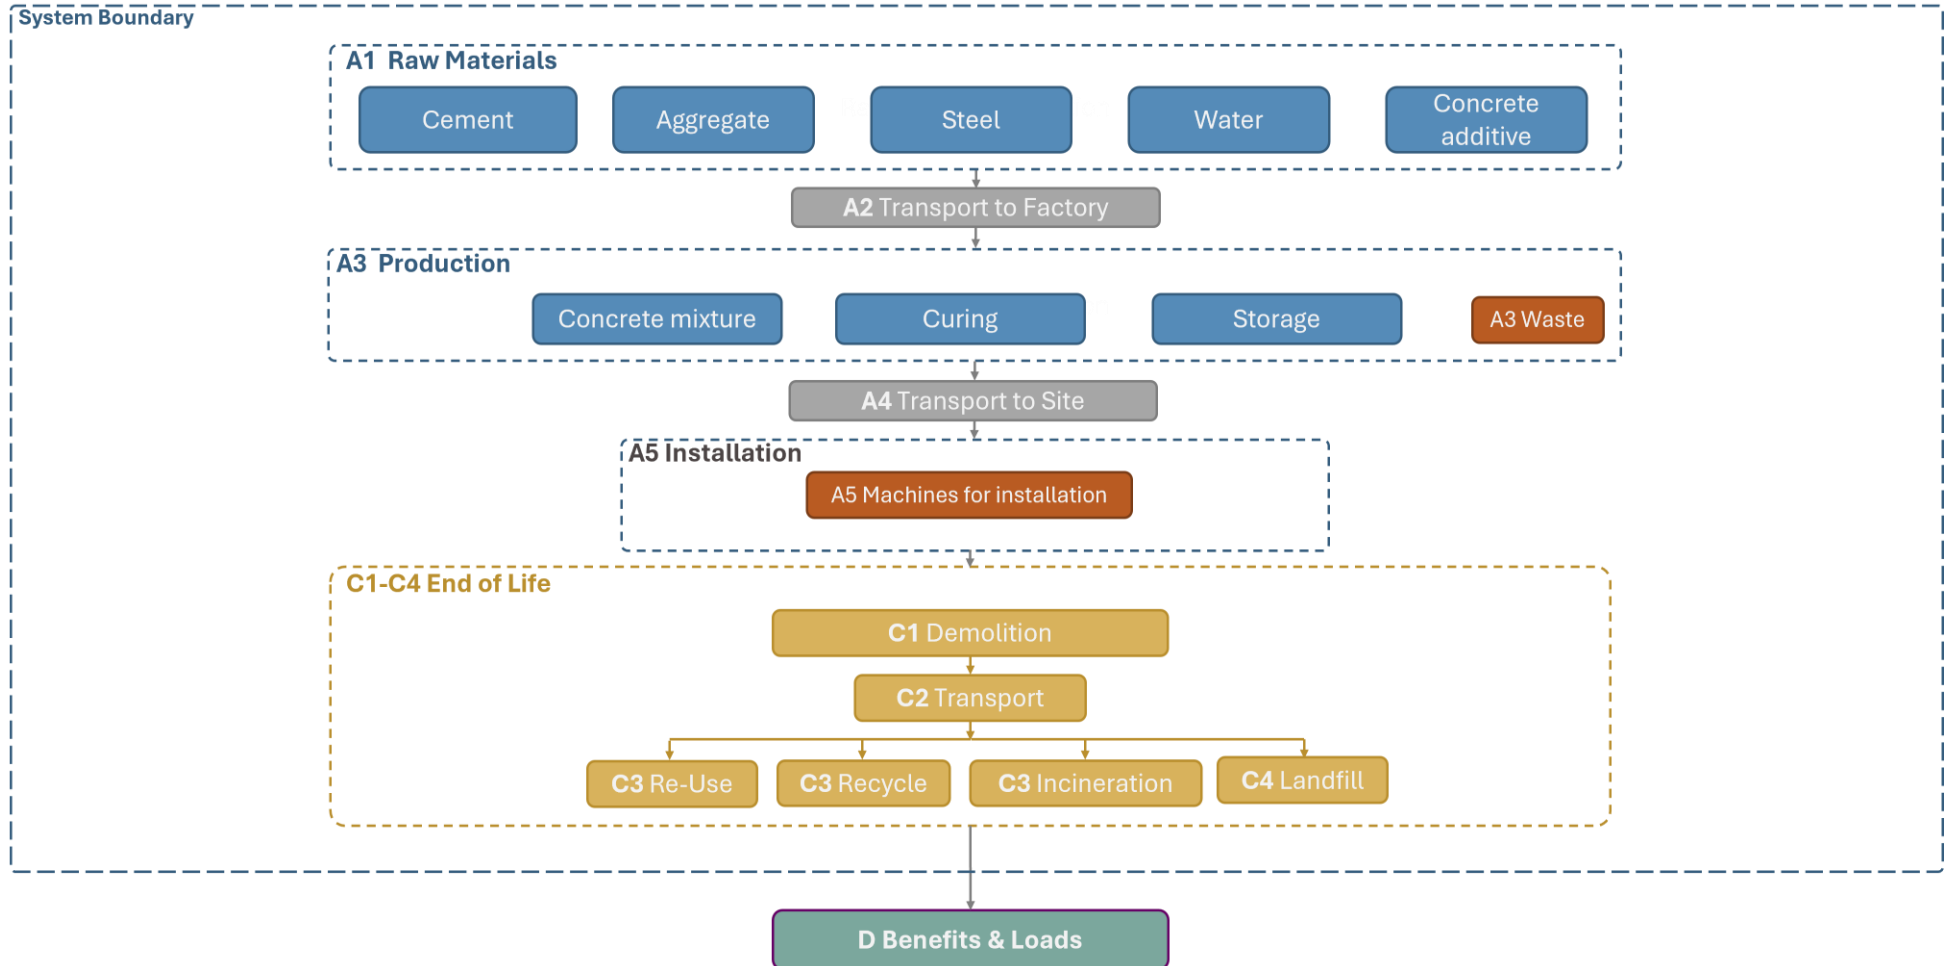 System Boundary
A1 Raw Materials
Cement
Aggregate
Steel
Water
Concrete
additive
A2 Transport to Factory
A3 Production
Concrete mixture
Curing
Storage
A3 Waste
A4 Transport to Site
A5 Installation
A5 Machines for installation
C1-C4 End of Life
C1 Demolition
C2 Transport
C3 Re-Use
C3 Recycle
C3 Incineration
C4 Landfill
D Benefits & Loads